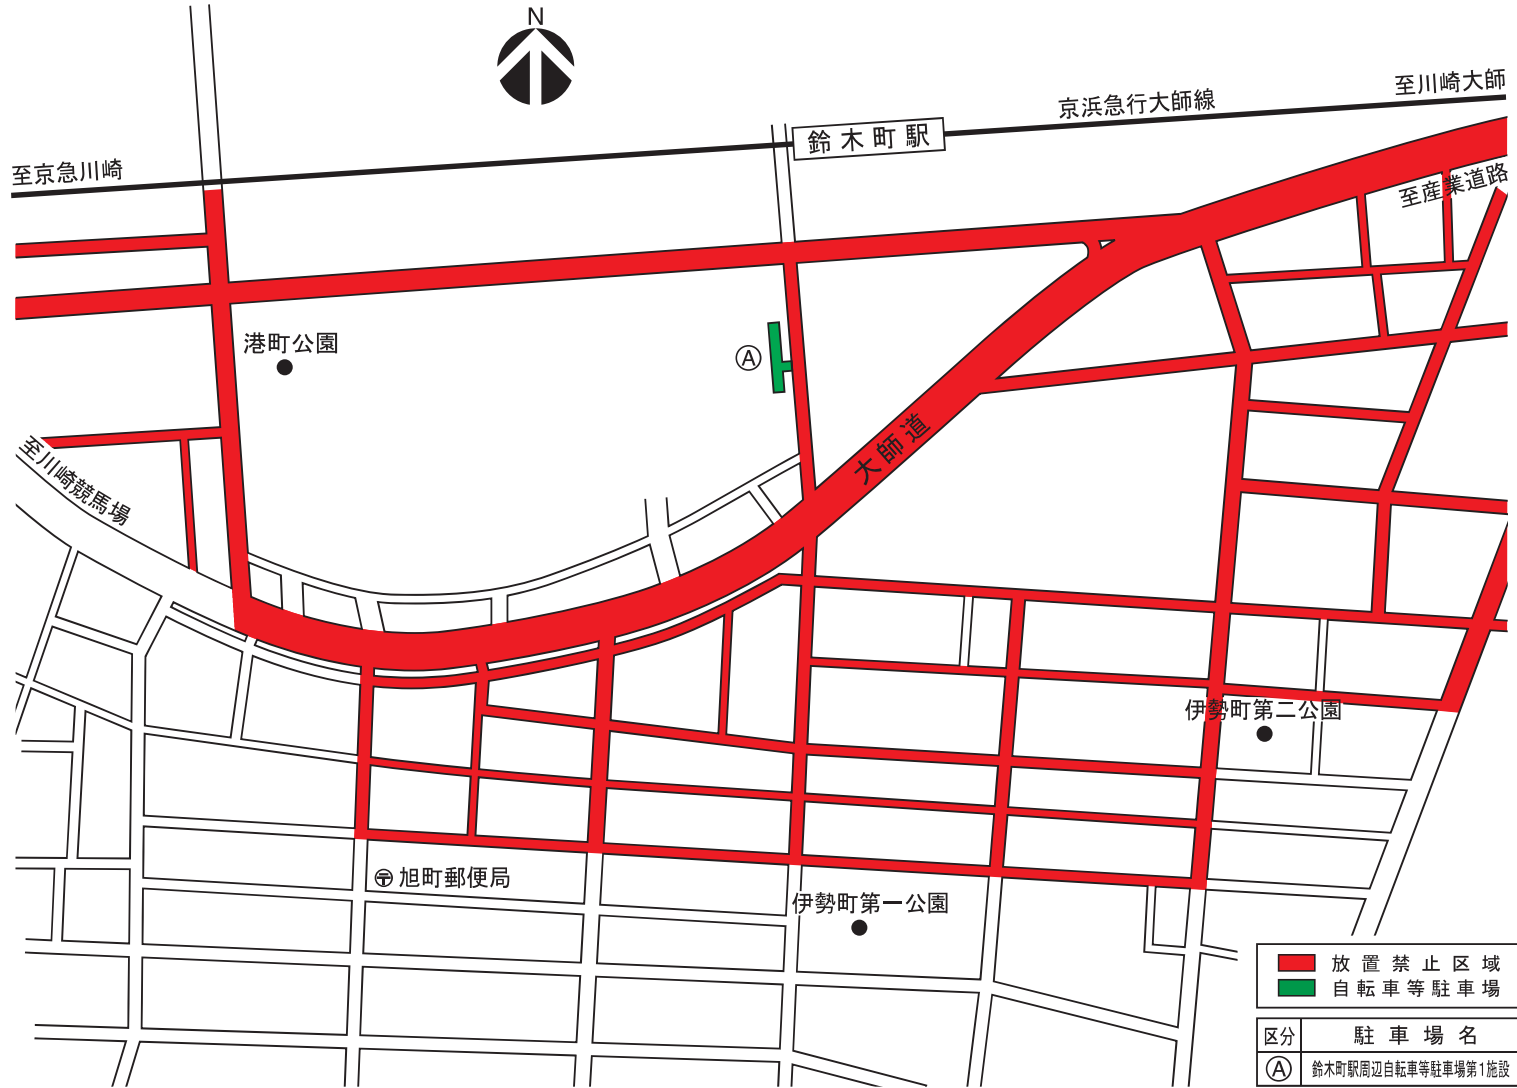 N
至川崎大師
京浜急行大師線
鈴木町駅
至京急川崎
至産業道路
港町公園
A
大師道
至川崎競馬場
伊勢町第二公園
〶旭町郵便局
伊勢町第一公園
放置禁止区域
自転車等駐車場
区分 駐車場名
A 鈴木町駅周辺自転車等駐車場第1施設